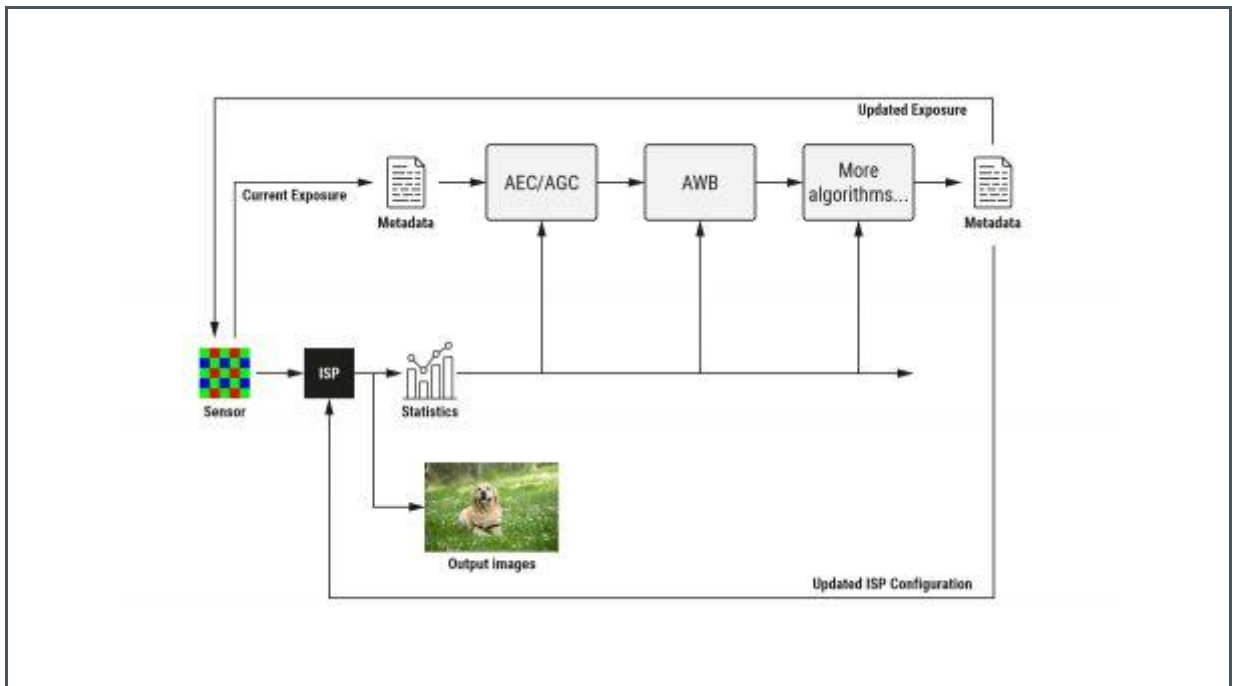 Updated Exposure
Current Exposure
Metadata
AEC/AGC
AWB
More
algorithms...
Metadata
Sensor
ISP
Statistics
Output images
Updated ISP Configuration